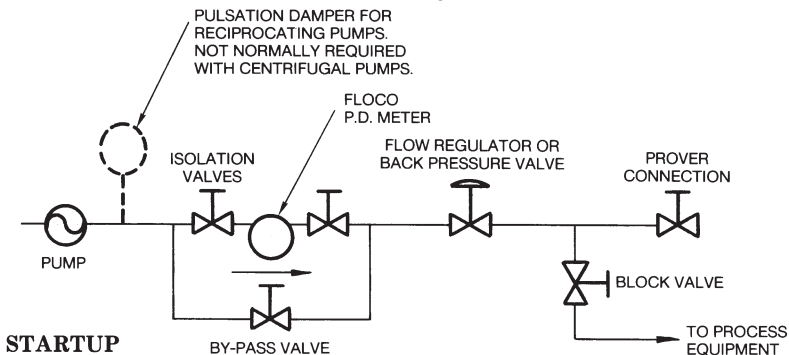 PULSATION DAMPER FOR
RECIPROCATING PUMPS.
NOT NORMALLY REQUIRED
WITH CENTRIFUGAL PUMPS.
FLOCO
P.D. METER
ISOLATION
VALVES
FLOW REGULATOR OR
BACK PRESSURE VALVE
PROVER
CONNECTION
PUMP
BLOCK VALVE
BY-PASS VALVE
TO PROCESS
EQUIPMENT
STARTUP